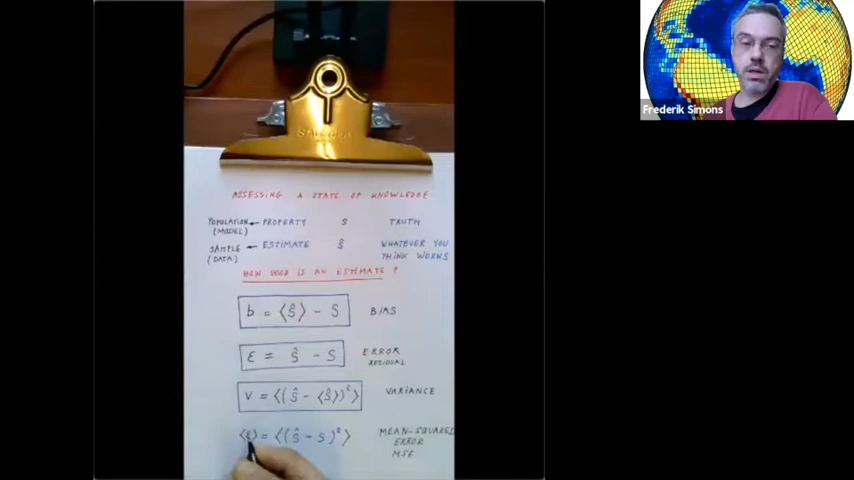 Frederik Simons
ASSESSING A STATE OF KNOWLEDGE
POPULATION ← PROPERTY S TRUTH
(MODEL)
SAMPLE ← ESTIMATE Ŝ WHATEVER YOU
(DATA) THINK WORKS
HOW GOOD IS AN ESTIMATE ?
b = ⟨Ŝ⟩ - S BIAS
ε = Ŝ - S ERROR
RESIDUAL
V = ⟨(Ŝ - ⟨Ŝ⟩)²⟩ VARIANCE
= ⟨(Ŝ - S)²⟩ MEAN-SQUARED
ERROR
MSE